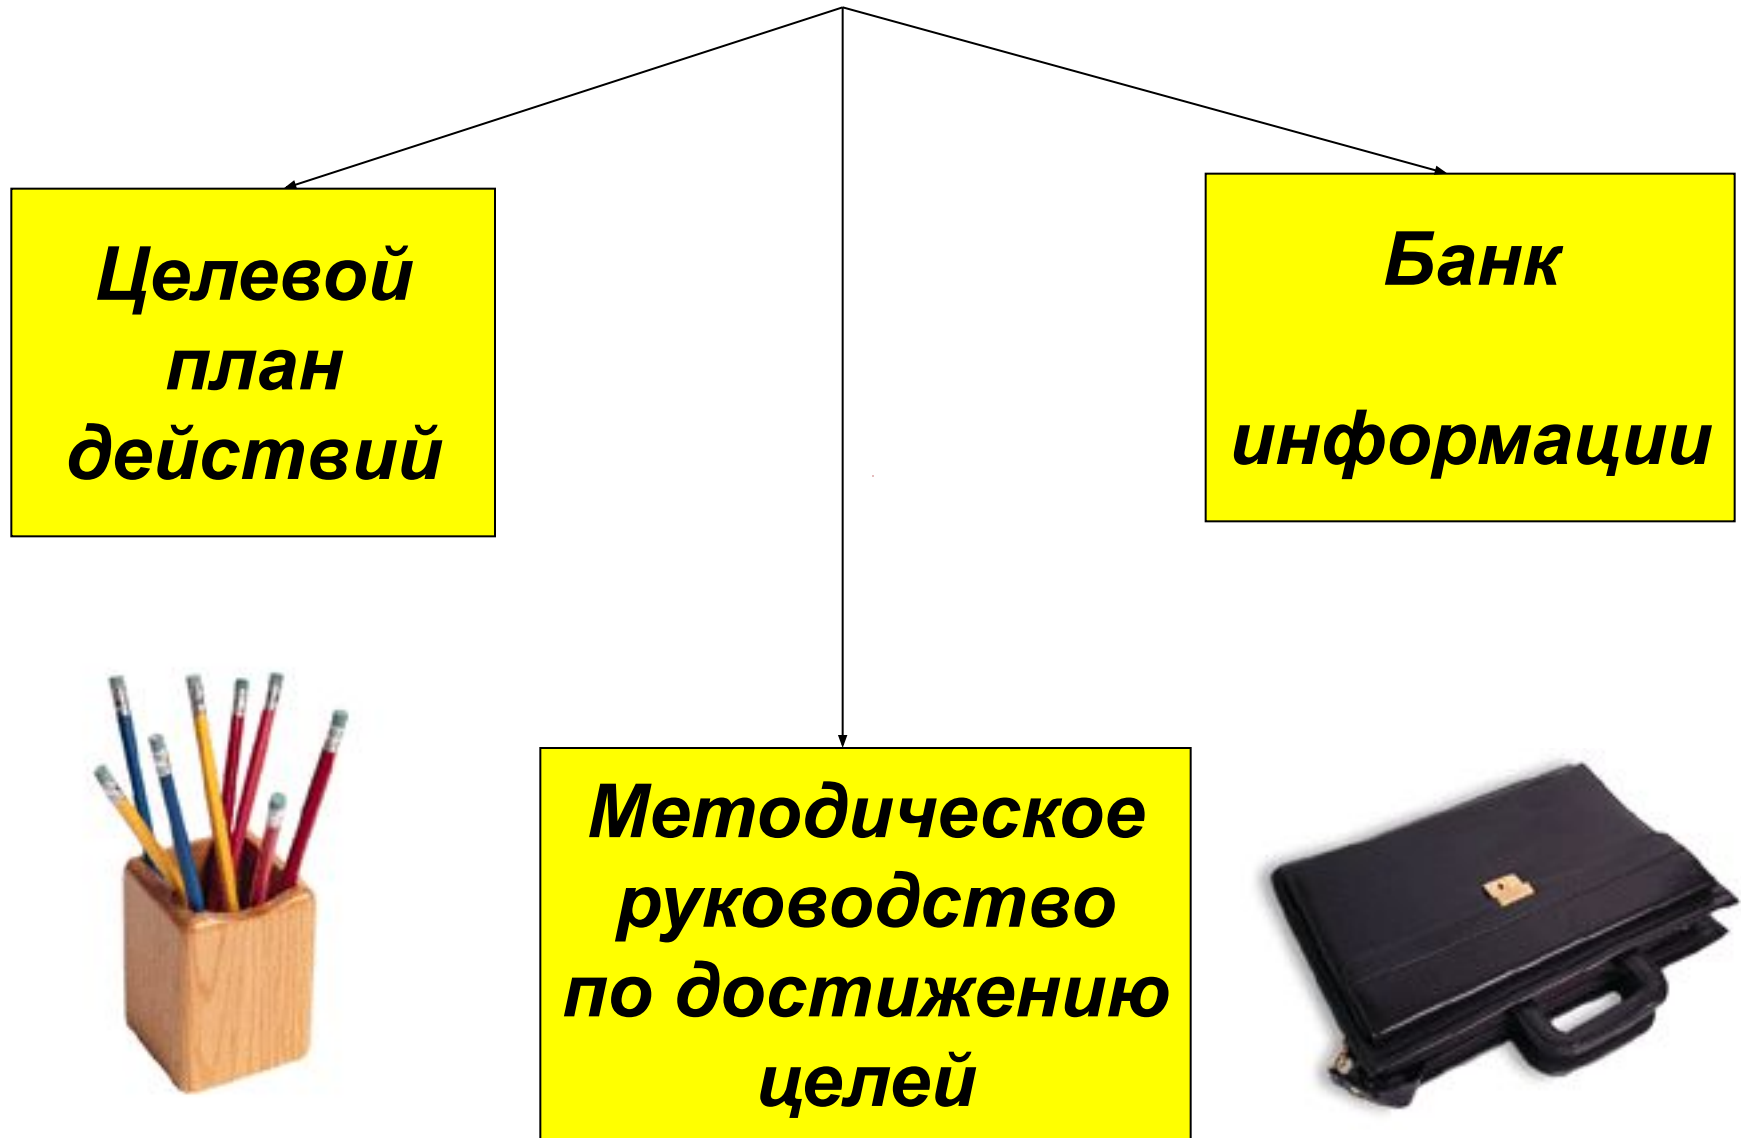 Целевой
план
действий
Банк
информации
Методическое
руководство
по достижению
целей